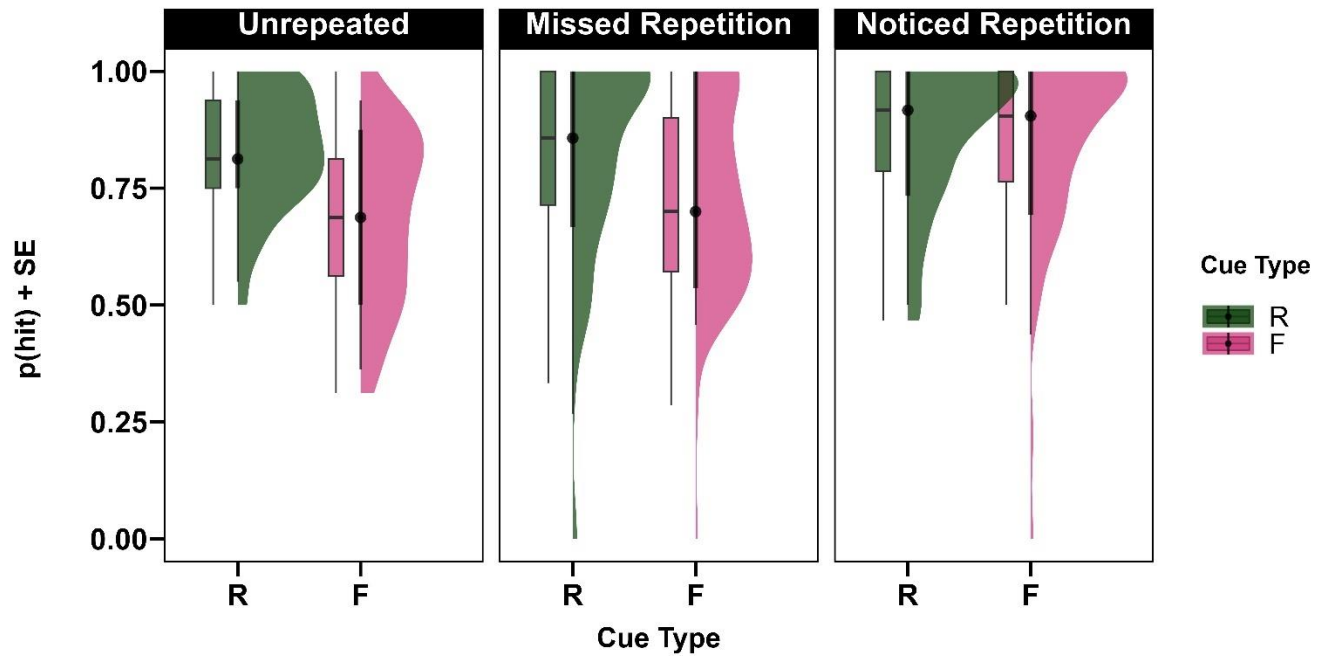 Unrepeated
Missed Repetition
Noticed Repetition
p(hit) + SE
1.00
0.75
0.50
0.25
0.00
R
F
R
F
R
F
Cue Type
Cue Type
R
F